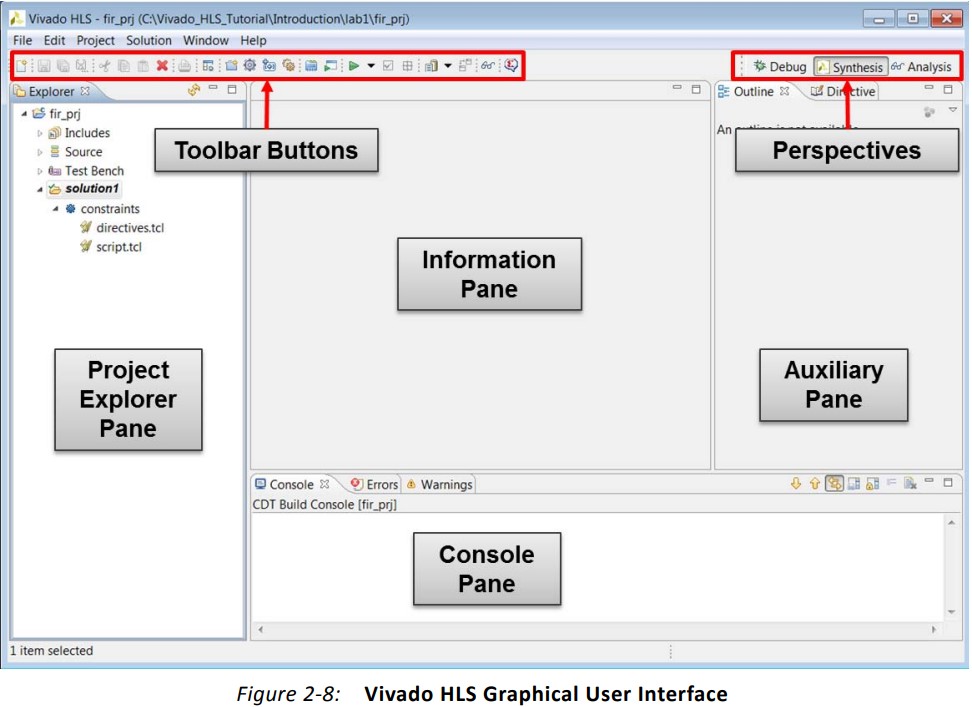 Vivado HLS - fir_prj (C:\Vivado_HLS_Tutorial\Introduction\lab1\fir_prj)
File Edit Project Solution Window Help
Debug Synthesis Analysis
Explorer
Outline Directive
fir_prj
Includes
Source
Test Bench
solution1
constraints
directives.tcl
script.tcl
Toolbar Buttons
An outline is not available.
Perspectives
Information
Pane
Project
Explorer
Pane
Auxiliary
Pane
Console Errors Warnings
CDT Build Console [fir_prj]
Console
Pane
1 item selected
Figure 2-8: Vivado HLS Graphical User Interface